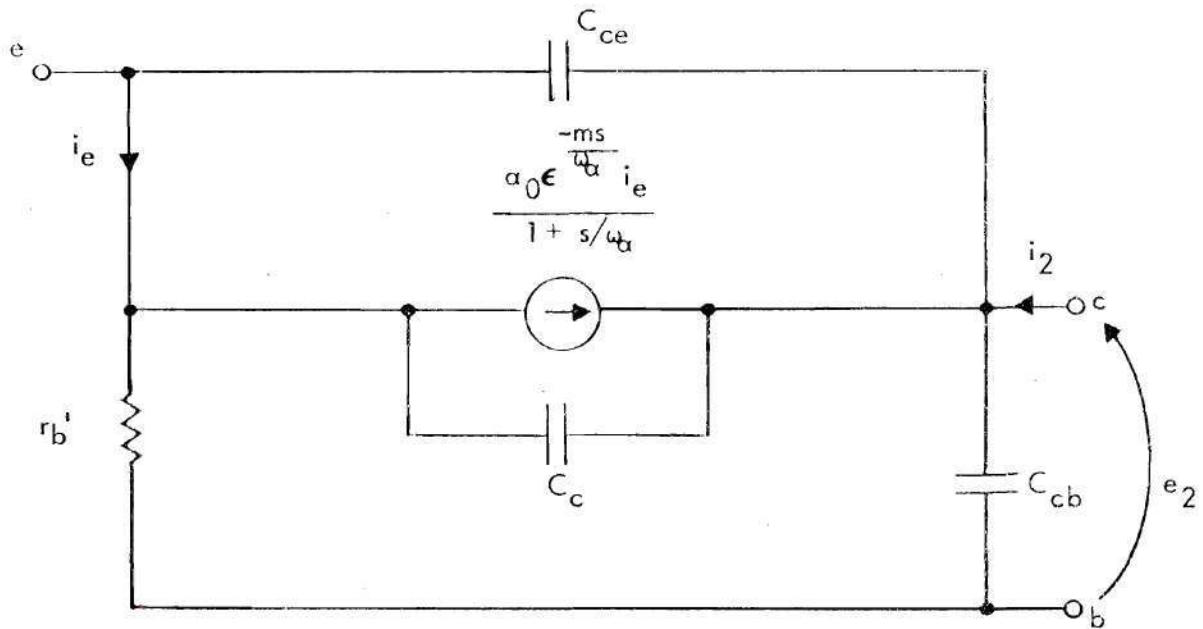 C_ce
e
i_e
-ms
ω_α
α_0 ϵ i_e
1 + s/ω_α
i_2
c
r_b'
C_c
C_cb
e_2
b